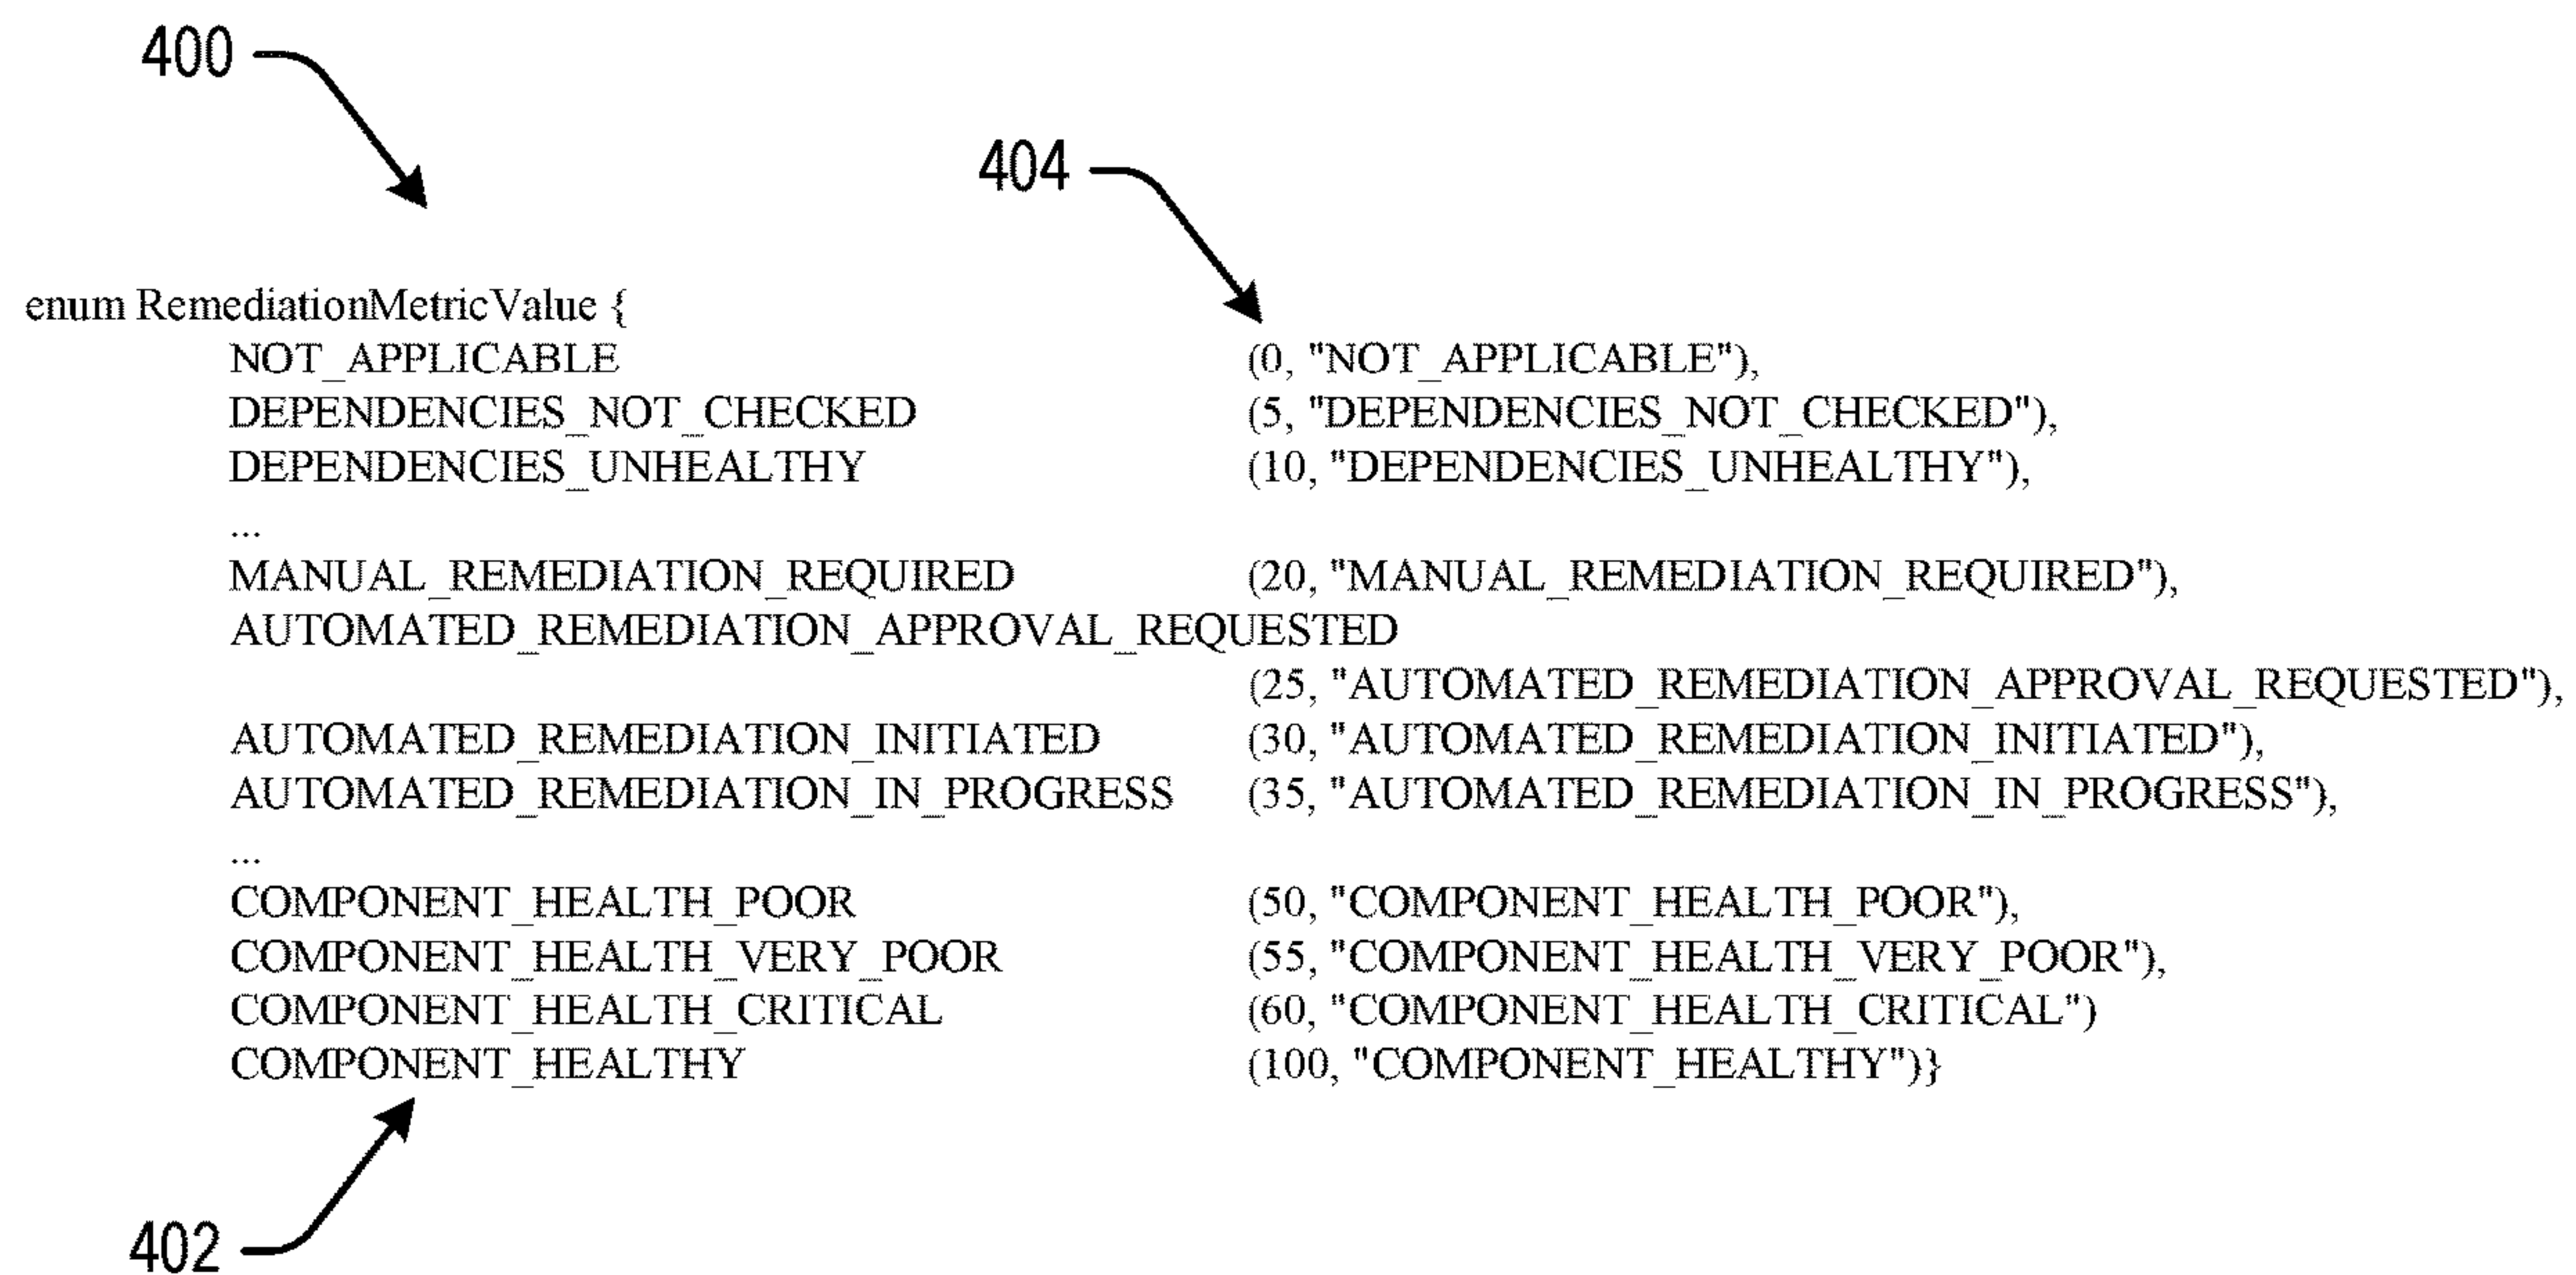 400
404
enum RemediationMetricValue {
NOT_APPLICABLE (0, "NOT_APPLICABLE"),
DEPENDENCIES_NOT_CHECKED (5, "DEPENDENCIES_NOT_CHECKED"),
DEPENDENCIES_UNHEALTHY (10, "DEPENDENCIES_UNHEALTHY"),
...
MANUAL_REMEDIATION_REQUIRED (20, "MANUAL_REMEDIATION_REQUIRED"),
AUTOMATED_REMEDIATION_APPROVAL_REQUESTED
(25, "AUTOMATED_REMEDIATION_APPROVAL_REQUESTED"),
AUTOMATED_REMEDIATION_INITIATED (30, "AUTOMATED_REMEDIATION_INITIATED"),
AUTOMATED_REMEDIATION_IN_PROGRESS (35, "AUTOMATED_REMEDIATION_IN_PROGRESS"),
...
COMPONENT_HEALTH_POOR (50, "COMPONENT_HEALTH_POOR"),
COMPONENT_HEALTH_VERY_POOR (55, "COMPONENT_HEALTH_VERY_POOR"),
COMPONENT_HEALTH_CRITICAL (60, "COMPONENT_HEALTH_CRITICAL")
COMPONENT_HEALTHY (100, "COMPONENT_HEALTHY")}
402